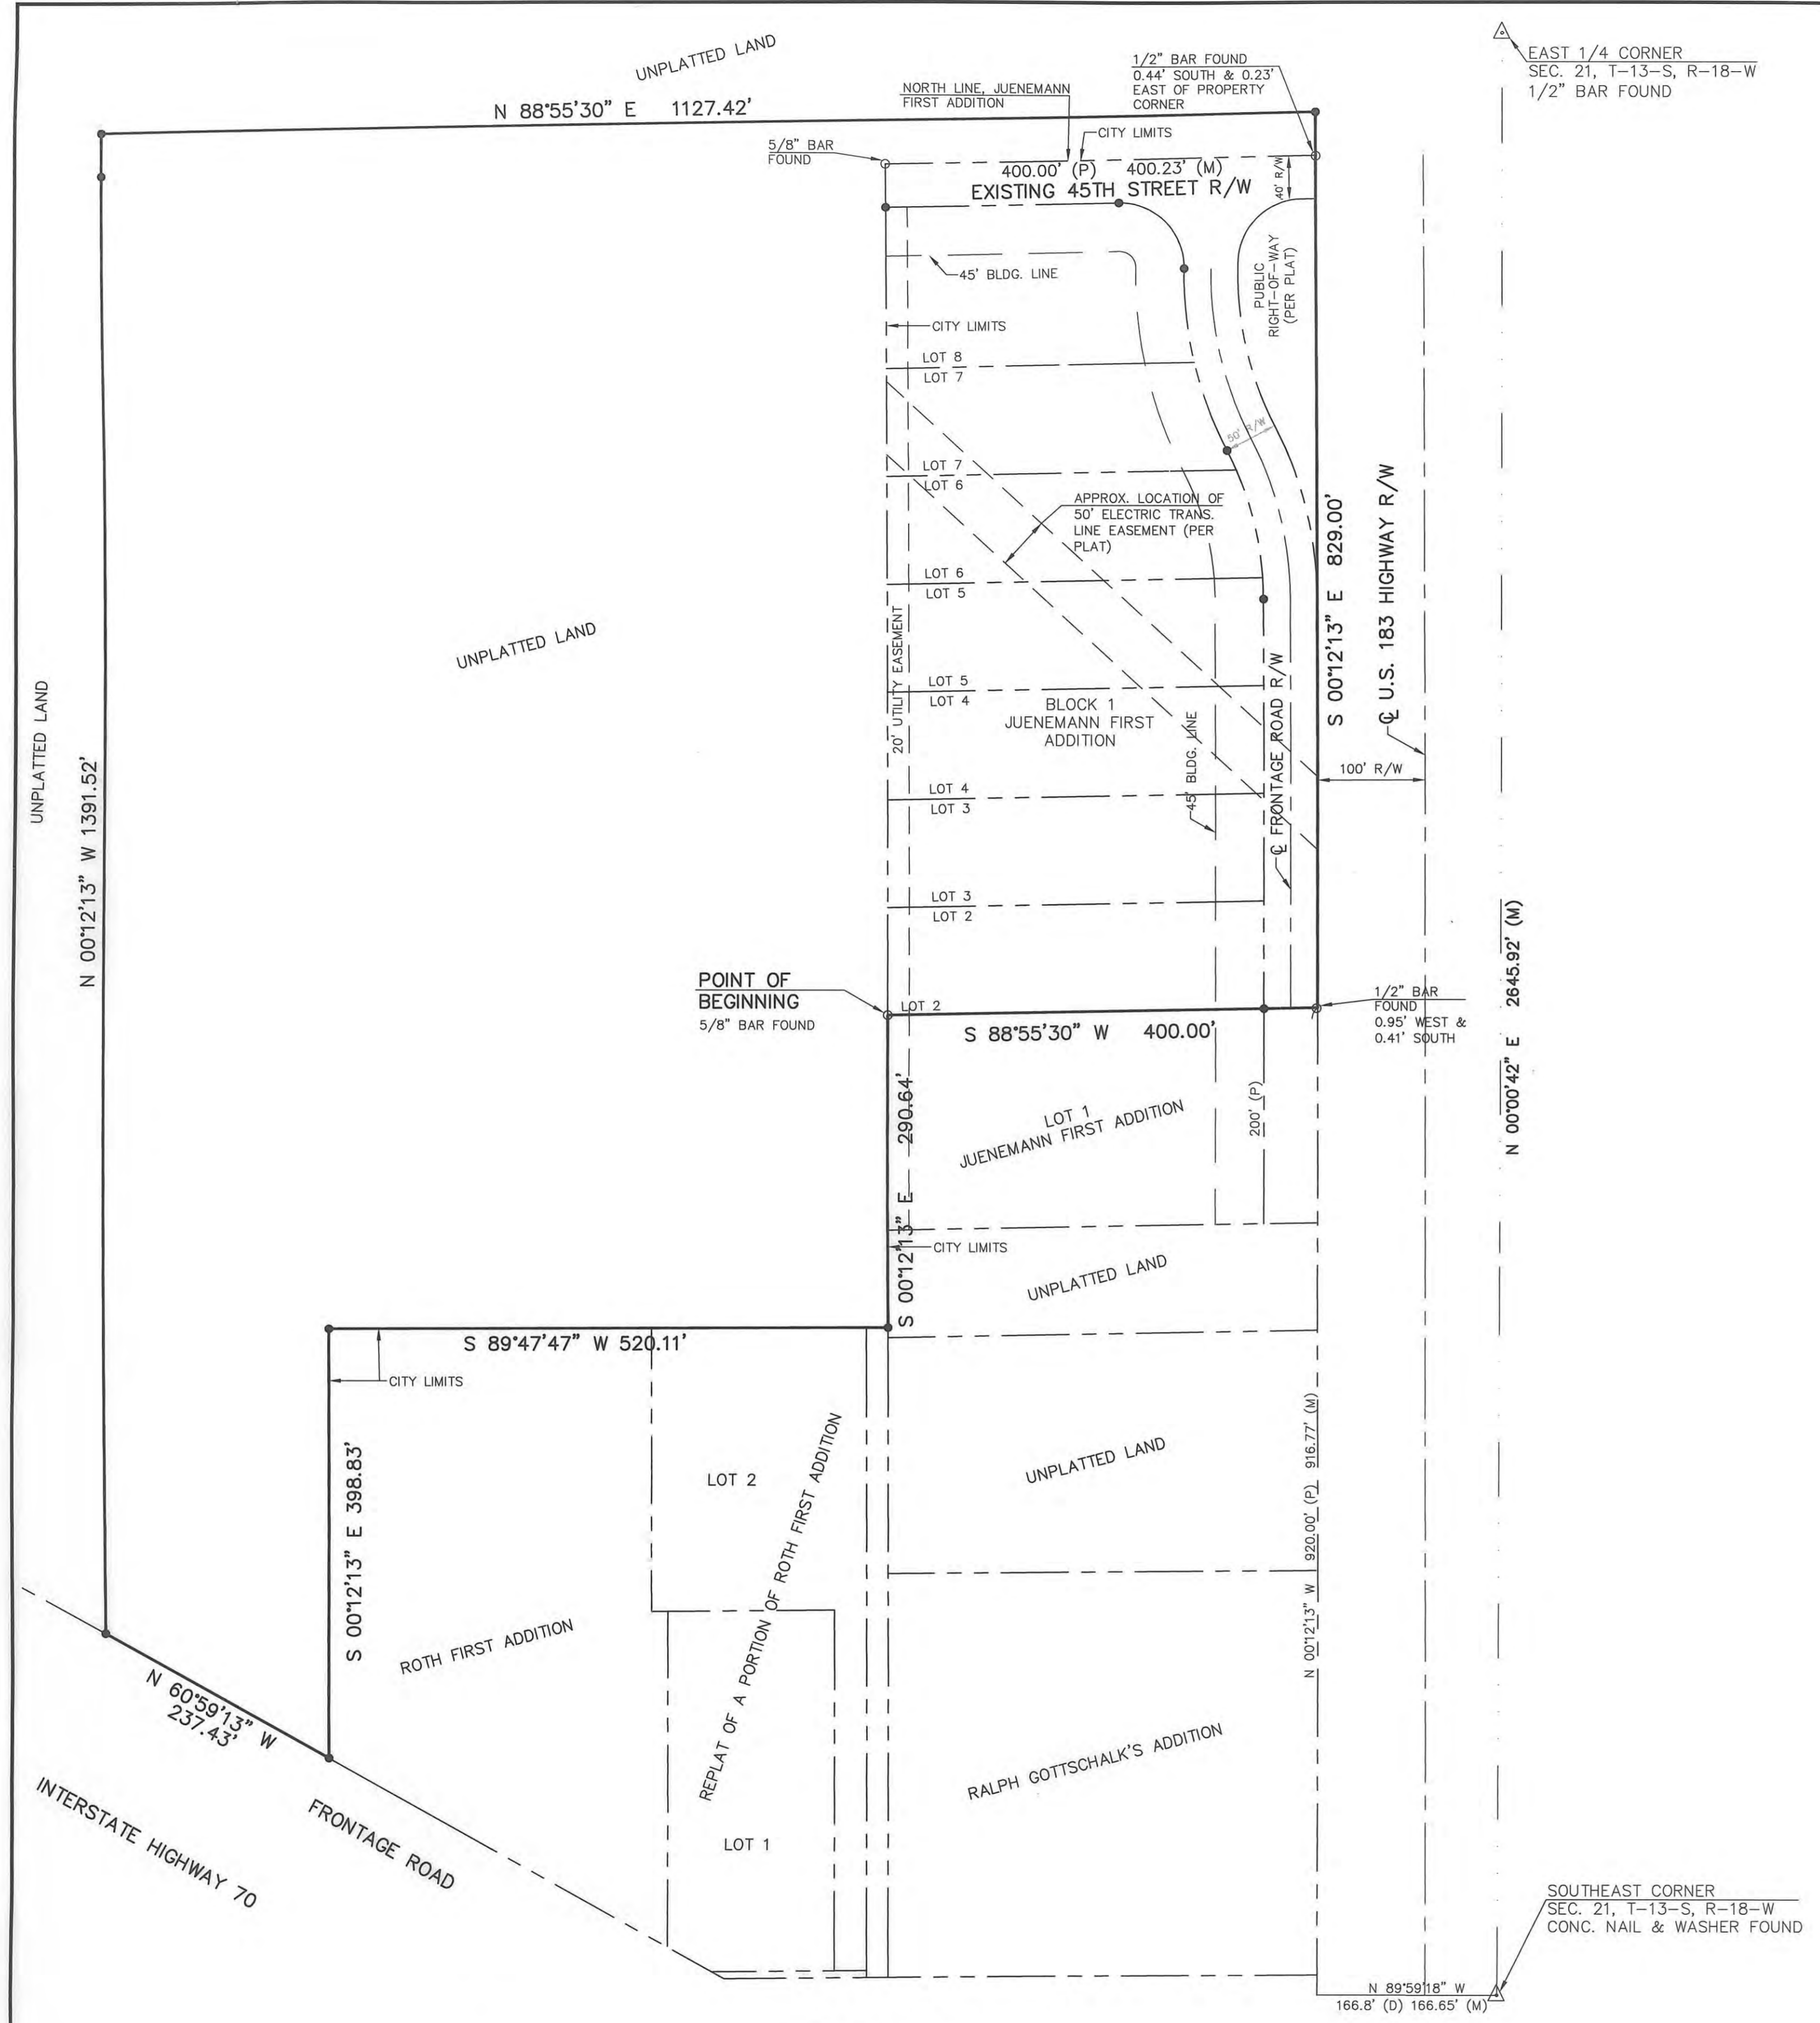 UNPLATTED LAND
N 88°55'30" E 1127.42'
1/2" BAR FOUND
0.44' SOUTH & 0.23'
EAST OF PROPERTY
CORNER
NORTH LINE, JUENEMANN
FIRST ADDITION
CITY LIMITS
5/8" BAR
FOUND
400.00' (P) 400.23' (M)
EXISTING 45TH STREET R/W
40' R/W
EAST 1/4 CORNER
SEC. 21, T-13-S, R-18-W
1/2" BAR FOUND
45' BLDG. LINE
PUBLIC
RIGHT-OF-WAY
(PER PLAT)
CITY LIMITS
LOT 8
LOT 7
50' R/W
LOT 7
LOT 6
APPROX. LOCATION OF
50' ELECTRIC TRANS.
LINE EASEMENT (PER
PLAT)
LOT 6
LOT 5
S 00°12'13" E 829.00'
℄ U.S. 183 HIGHWAY R/W
UNPLATTED LAND
UNPLATTED LAND
N 00°12'13" W 1391.52'
20' UTILITY EASEMENT
LOT 5
LOT 4
BLOCK 1
JUENEMANN FIRST
ADDITION
45' BLDG. LINE
℄ FRONTAGE ROAD R/W
100' R/W
LOT 4
LOT 3
LOT 3
LOT 2
N 00°00'42" E 2645.92' (M)
POINT OF
BEGINNING
5/8" BAR FOUND
LOT 2
S 88°55'30" W 400.00'
1/2" BAR
FOUND
0.95' WEST &
0.41' SOUTH
S 00°12'13" E 290.64'
LOT 1
JUENEMANN FIRST ADDITION
200' (P)
CITY LIMITS
UNPLATTED LAND
S 89°47'47" W 520.11'
CITY LIMITS
S 00°12'13" E 398.83'
LOT 2
REPLAT OF A PORTION OF ROTH FIRST ADDITION
UNPLATTED LAND
N 00°12'13" W 920.00' (P) 916.77' (M)
ROTH FIRST ADDITION
N 60°59'13" W
237.43'
RALPH GOTTSCHALK'S ADDITION
INTERSTATE HIGHWAY 70
FRONTAGE ROAD
LOT 1
SOUTHEAST CORNER
SEC. 21, T-13-S, R-18-W
CONC. NAIL & WASHER FOUND
N 89°59'18" W
166.8' (D) 166.65' (M)